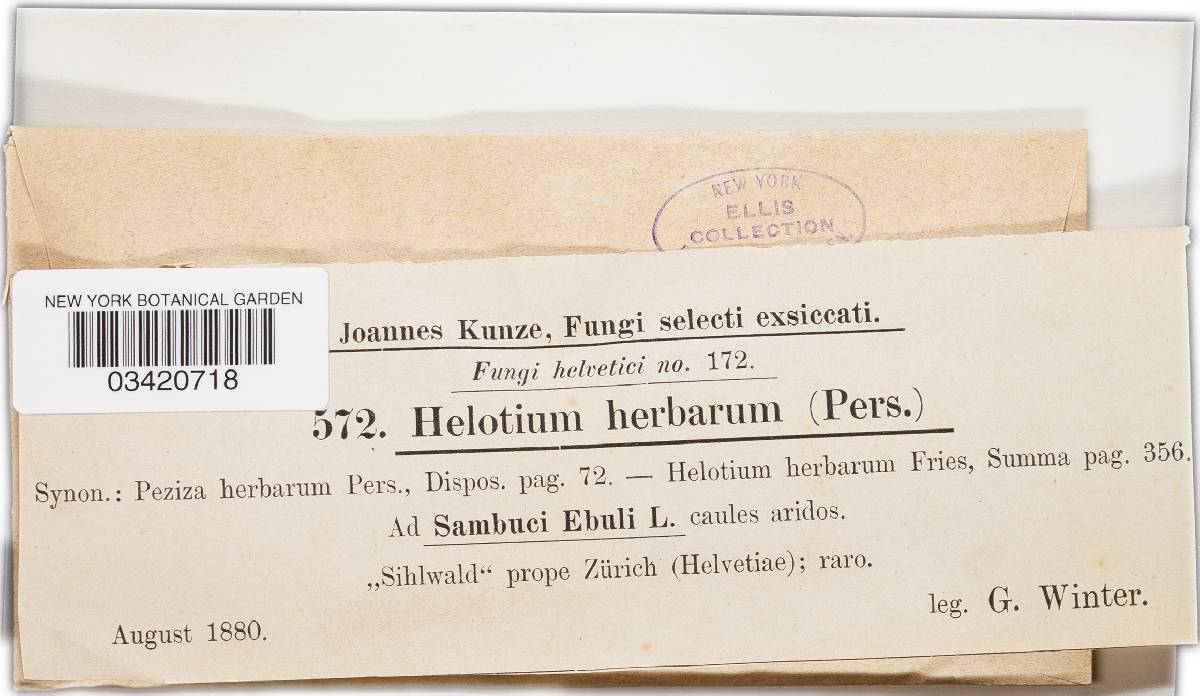 NEW YORK
ELLIS
COLLECTION
NEW YORK BOTANICAL GARDEN
03420718
Joannes Kunze, Fungi selecti exsiccati.
Fungi helvetici no. 172.
572. Helotium herbarum (Pers.)
Synon.: Peziza herbarum Pers., Dispos. pag. 72. — Helotium herbarum Fries, Summa pag. 356.
Ad Sambuci Ebuli L. caules aridos.
„Sihlwald“ prope Zürich (Helvetiae); raro.
leg. G. Winter.
August 1880.